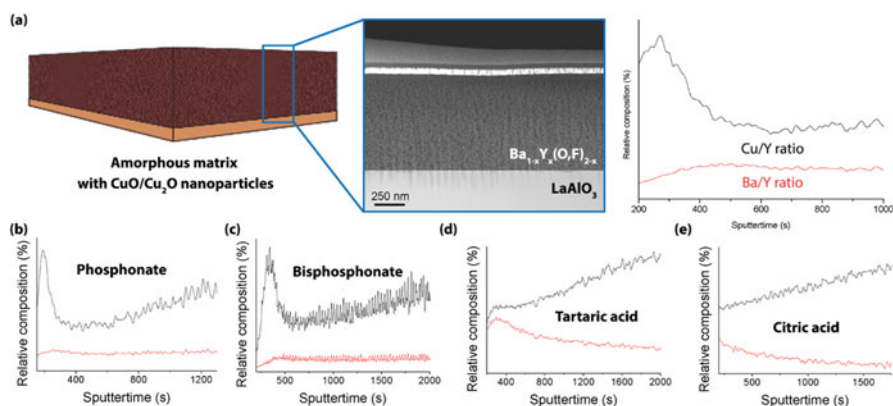 (a)
Amorphous matrix
with CuO/Cu₂O nanoparticles
Ba₁₋ₓYₓ(O,F)₂₋ₓ
LaAlO₃
250 nm
Relative composition (%)
Cu/Y ratio
Ba/Y ratio
200 400 600 800 1000
Sputtertime (s)
(b)
Phosphonate
Relative composition (%)
400 800 1200
Sputtertime (s)
(c)
Bisphosphonate
Relative composition (%)
500 1000 1500 2000
Sputtertime (s)
(d)
Tartaric acid
Relative composition (%)
400 800 1200 1600 2000
Sputtertime (s)
(e)
Citric acid
Relative composition (%)
500 1000 1500
Sputtertime (s)